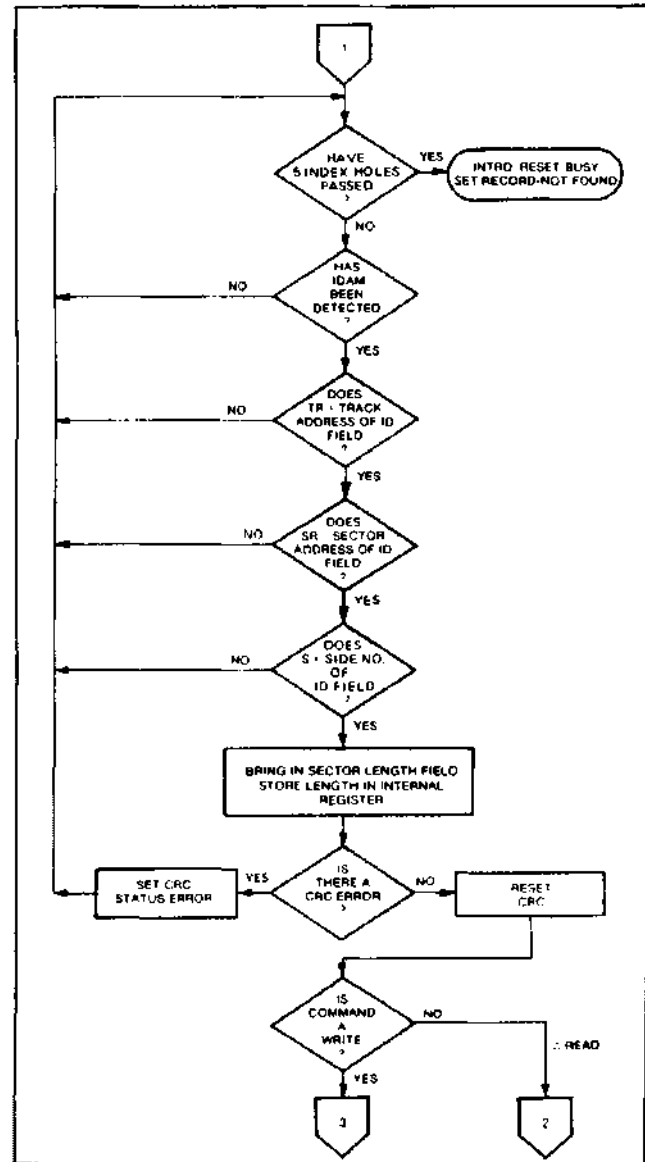 1
HAVE
5 INDEX HOLES
PASSED
?
YES
INTRQ RESET BUSY
SET RECORD-NOT FOUND
NO
HAS
IDAM
BEEN
DETECTED
?
NO
YES
DOES
TR = TRACK
ADDRESS OF ID
FIELD
?
NO
YES
DOES
SR = SECTOR
ADDRESS OF ID
FIELD
?
NO
YES
DOES
S = SIDE NO.
OF
ID FIELD
?
NO
YES
BRING IN SECTOR LENGTH FIELD
STORE LENGTH IN INTERNAL
REGISTER
SET CRC
STATUS ERROR
YES
IS
THERE A
CRC ERROR
?
NO
RESET
CRC
IS
COMMAND
A
WRITE
?
NO
∴ READ
YES
3
2